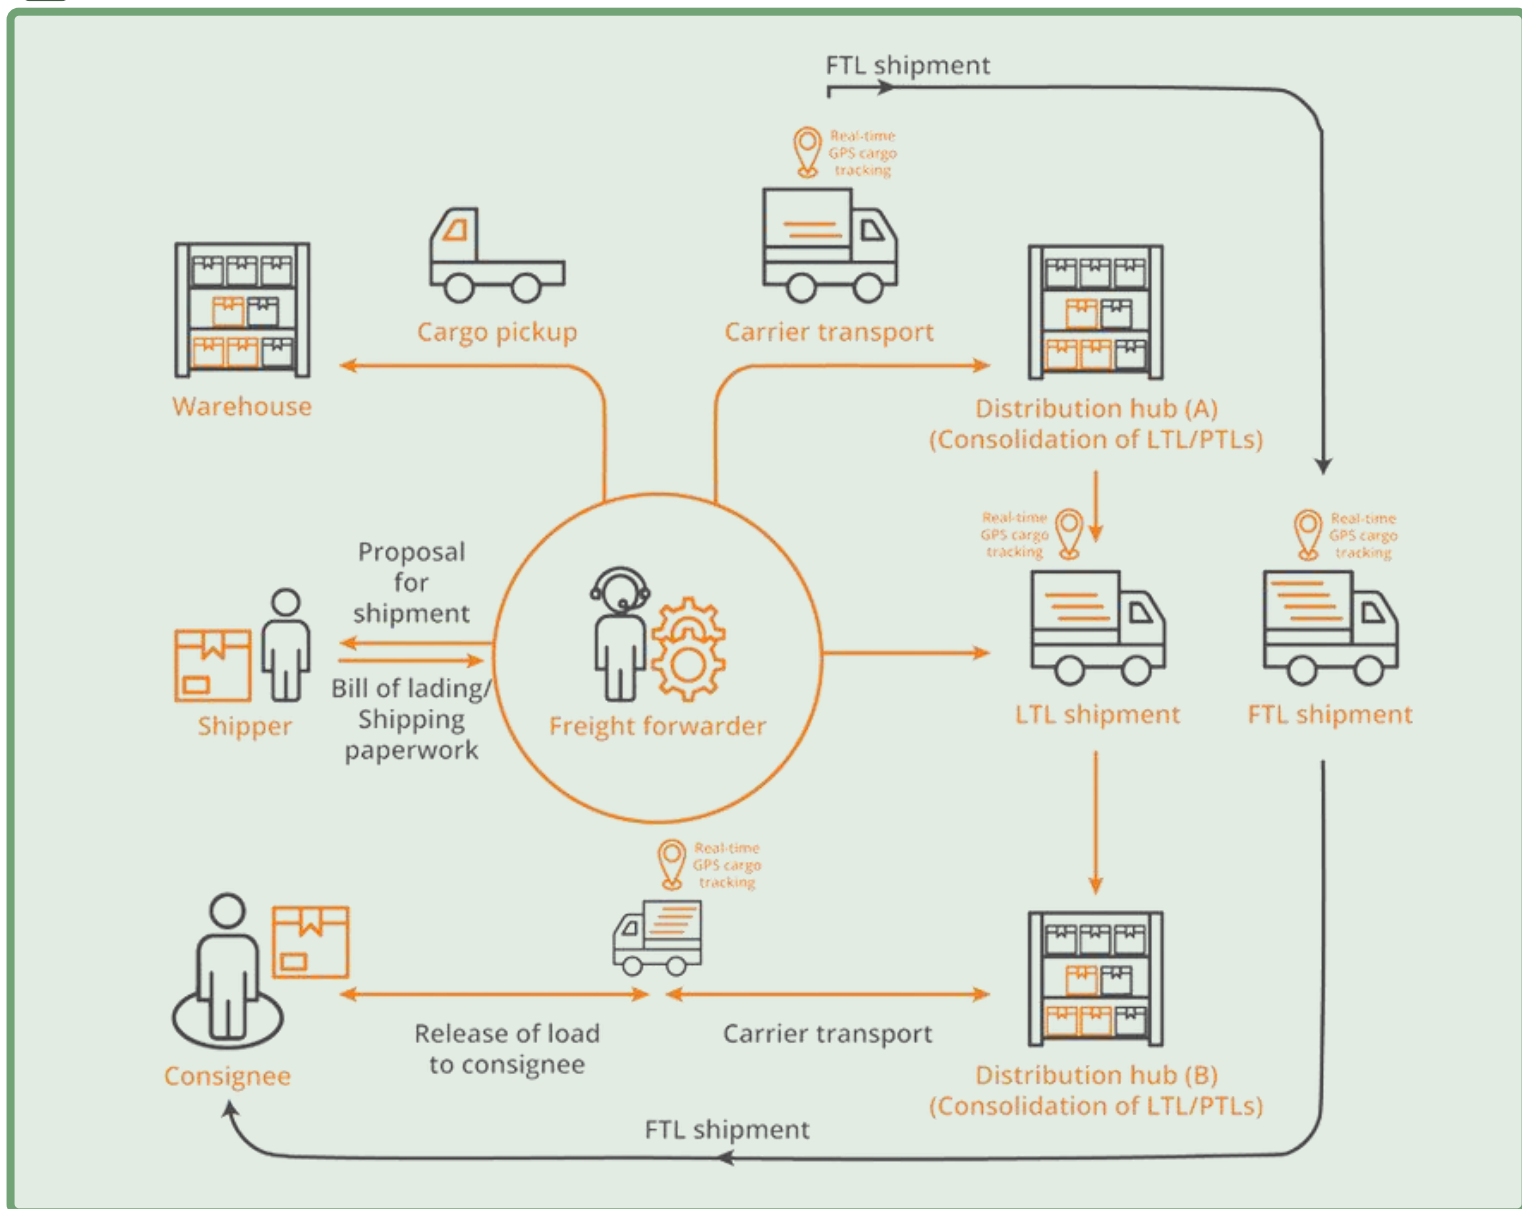 FTL shipment
Real-time
GPS cargo
tracking
Cargo pickup
Carrier transport
Warehouse
Distribution hub (A)
(Consolidation of LTL/PTLs)
Real-time
GPS cargo
tracking
Real-time
GPS cargo
tracking
Proposal
for
shipment
Bill of lading/
Shipping
paperwork
Shipper
Freight forwarder
LTL shipment
FTL shipment
Real-time
GPS cargo
tracking
Release of load
to consignee
Carrier transport
Consignee
Distribution hub (B)
(Consolidation of LTL/PTLs)
FTL shipment